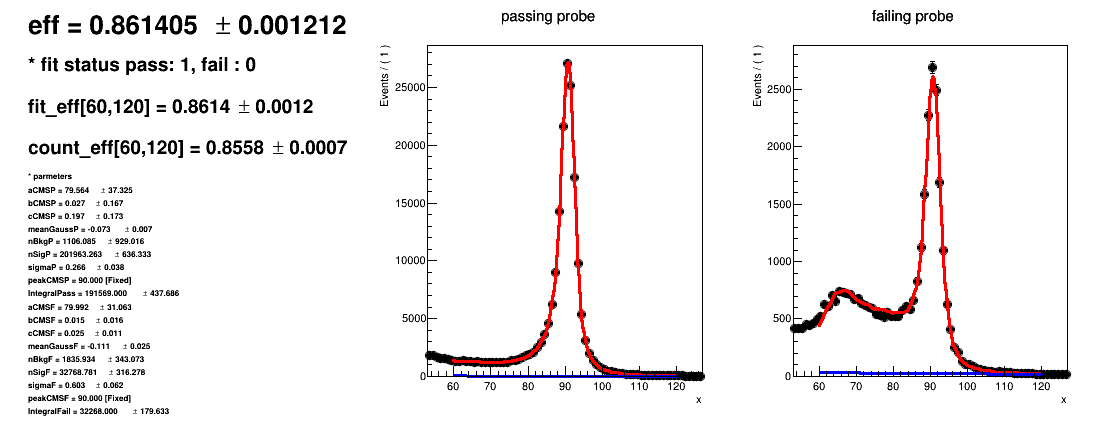 eff = 0.861405 ± 0.001212
* fit status pass: 1, fail : 0
fit_eff[60,120] = 0.8614 ± 0.0012
count_eff[60,120] = 0.8558 ± 0.0007
* parmeters
aCMSP = 79.564 ± 37.325
bCMSP = 0.027 ± 0.167
cCMSP = 0.197 ± 0.173
meanGaussP = -0.073 ± 0.007
nBkgP = 1106.085 ± 929.016
nSigP = 201963.263 ± 636.333
sigmaP = 0.266 ± 0.038
peakCMSP = 90.000 [Fixed]
IntegralPass = 191569.000 ± 437.686
aCMSF = 79.992 ± 31.063
bCMSF = 0.015 ± 0.016
cCMSF = 0.025 ± 0.011
meanGaussF = -0.111 ± 0.025
nBkgF = 1835.934 ± 343.073
nSigF = 32768.781 ± 316.278
sigmaF = 0.603 ± 0.062
peakCMSF = 90.000 [Fixed]
IntegralFail = 32268.000 ± 179.633
passing probe
Events / ( 1 )
25000
20000
15000
10000
5000
0
60 70 80 90 100 110 120
x
failing probe
Events / ( 1 )
2500
2000
1500
1000
500
0
60 70 80 90 100 110 120
x